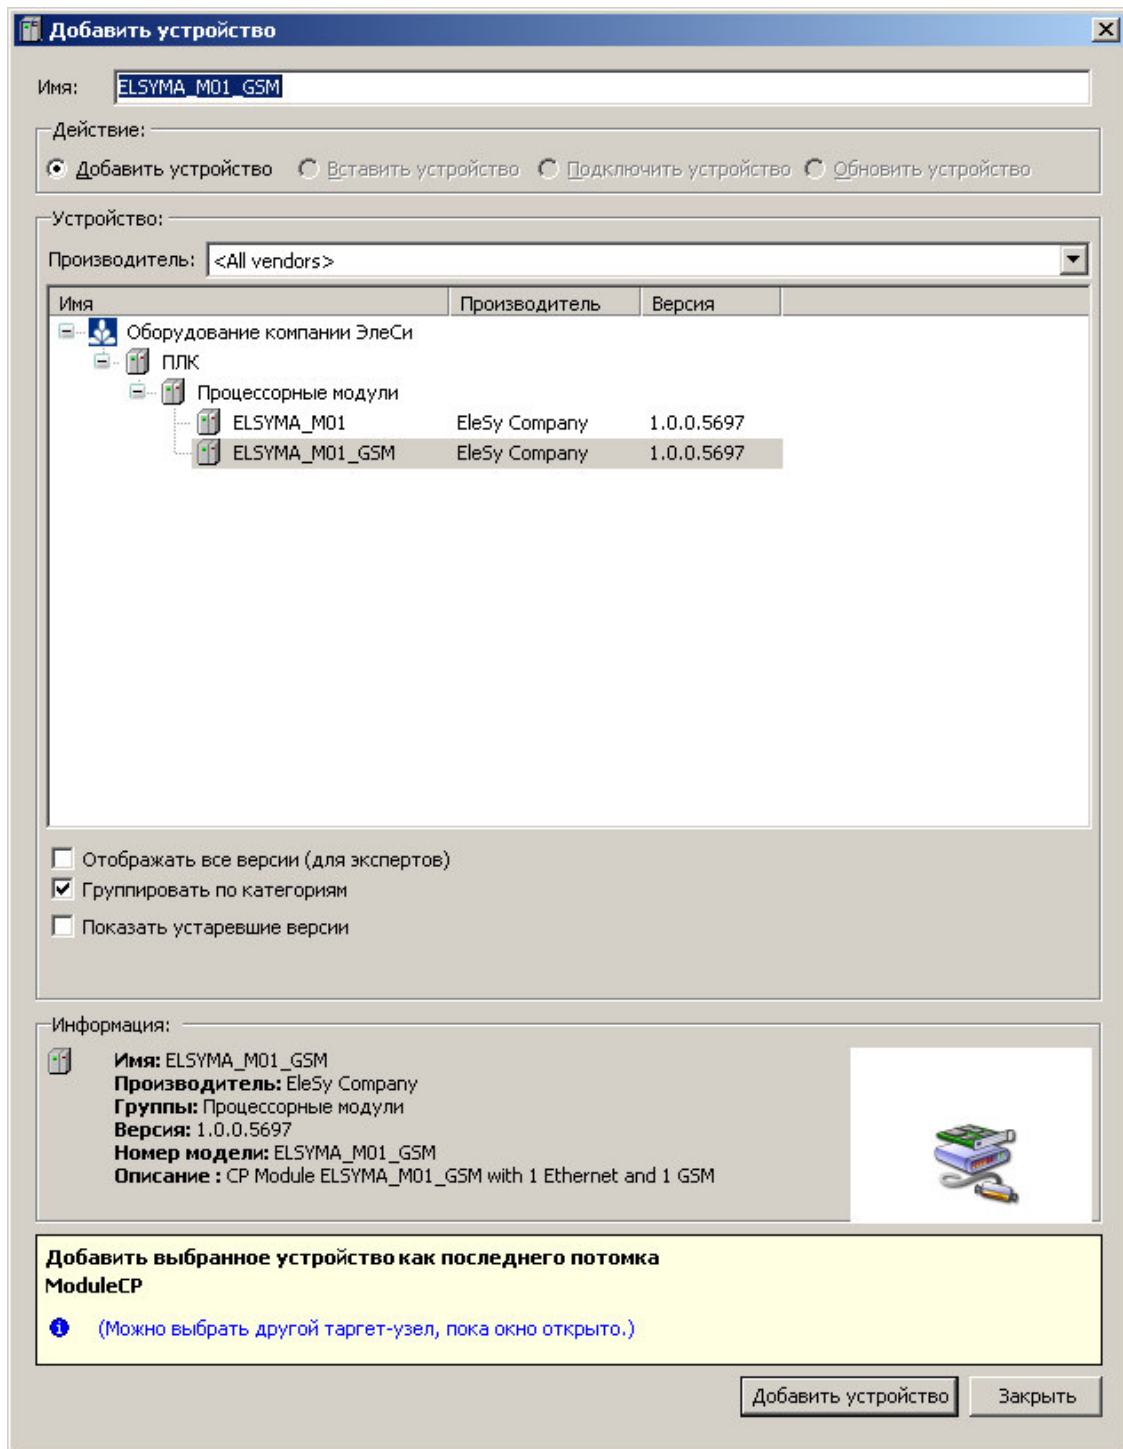 Добавить устройство
Имя: ELSYMA_M01_GSM
Действие:
Добавить устройство Вставить устройство Подключить устройство Обновить устройство
Устройство:
Производитель: <All vendors>
Имя Производитель Версия
Оборудование компании ЭлеСи
ПЛК
Процессорные модули
ELSYMA_M01 EleSy Company 1.0.0.5697
ELSYMA_M01_GSM EleSy Company 1.0.0.5697
Отображать все версии (для экспертов)
Группировать по категориям
Показать устаревшие версии
Информация:
Имя: ELSYMA_M01_GSM
Производитель: EleSy Company
Группы: Процессорные модули
Версия: 1.0.0.5697
Номер модели: ELSYMA_M01_GSM
Описание : CP Module ELSYMA_M01_GSM with 1 Ethernet and 1 GSM
Добавить выбранное устройство как последнего потомка
ModuleCP
(Можно выбрать другой таргет-узел, пока окно открыто.)
Добавить устройство Закрыть